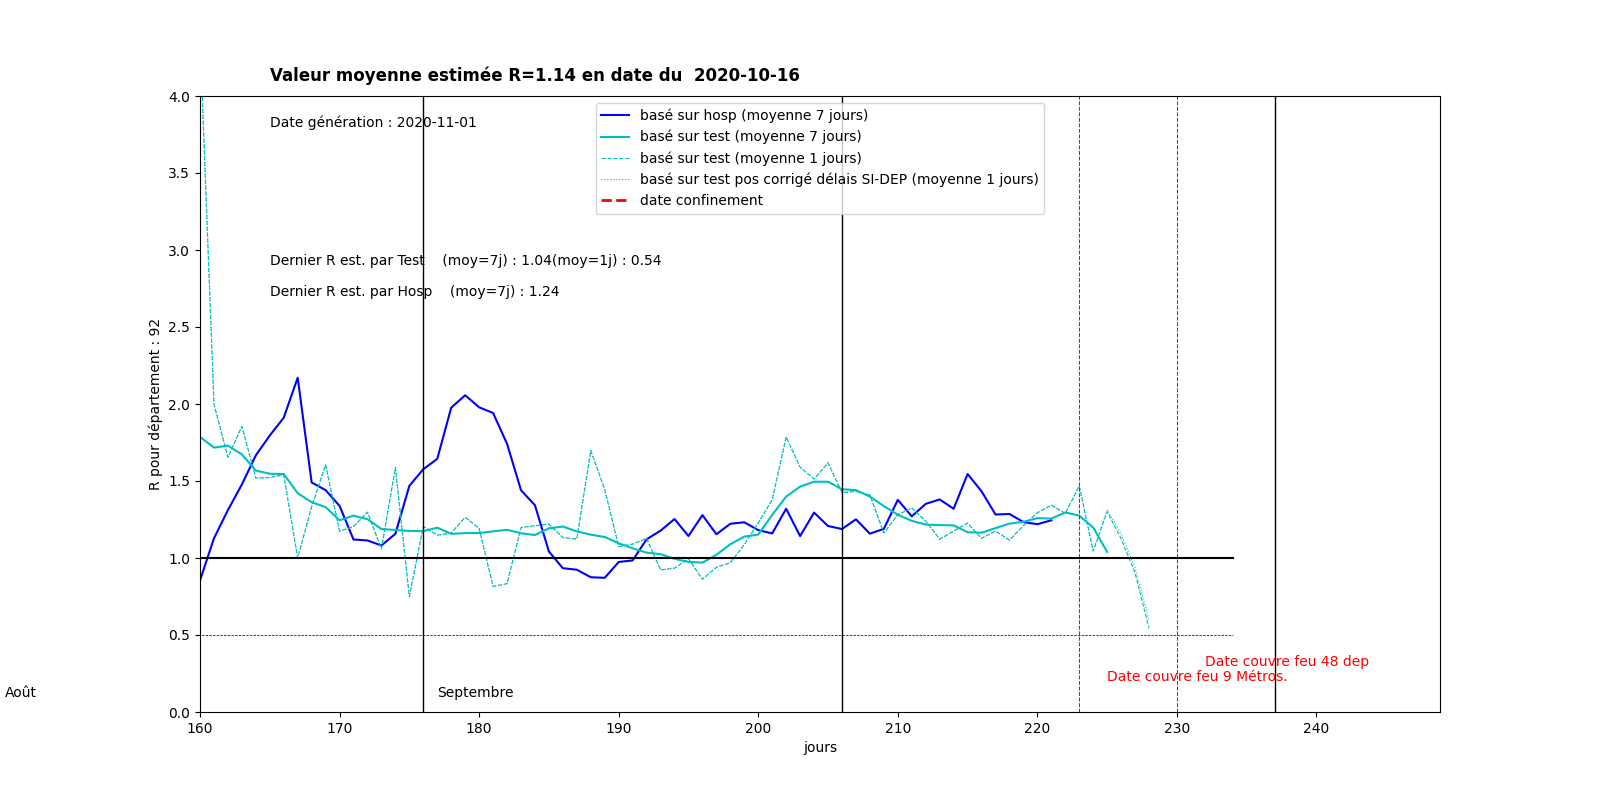 Valeur moyenne estimée R=1.14 en date du  2020-10-16
4.0
Date génération : 2020-11-01
basé sur hosp (moyenne 7 jours)
basé sur test (moyenne 7 jours)
basé sur test (moyenne 1 jours)
basé sur test pos corrigé délais SI-DEP (moyenne 1 jours)
date confinement
3.5
3.0
Dernier R est. par Test    (moy=7j) : 1.04(moy=1j) : 0.54
Dernier R est. par Hosp    (moy=7j) : 1.24
2.5
R pour département : 92
2.0
1.5
1.0
0.5
Date couvre feu 48 dep
Date couvre feu 9 Métros.
Août
Septembre
0.0
160 170 180 190 200 210 220 230 240
jours